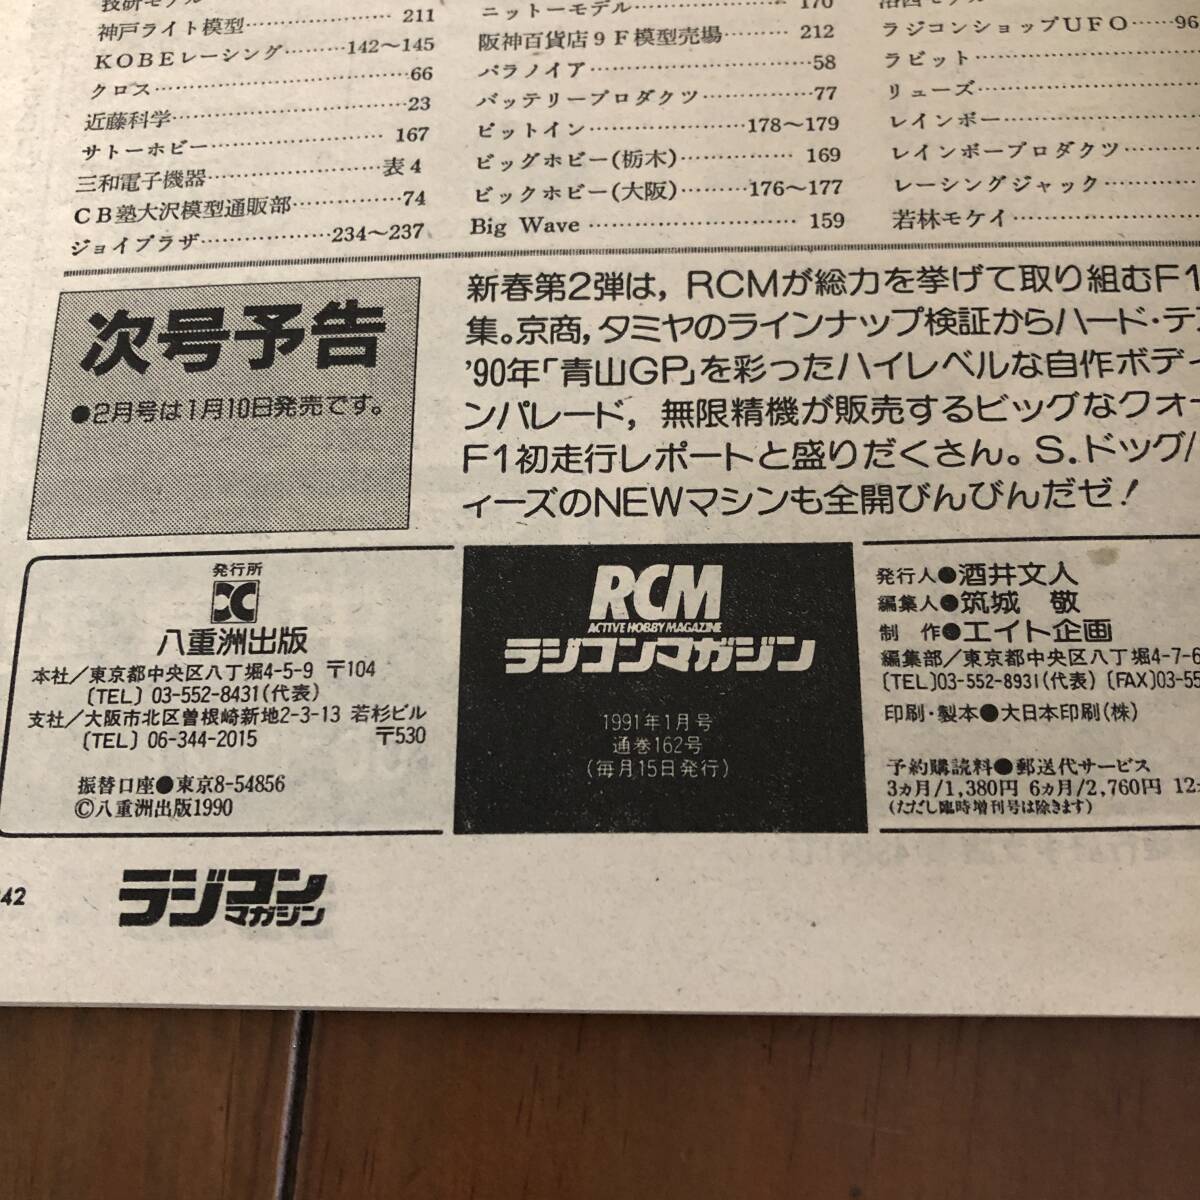 技研モデル
神戸ライト模型……………211
KOBEレーシング………142〜145
クロス……………………………66
近藤科学…………………………23
サトーホビー………………… 167
三和電子機器…………………表4
CB塾大沢模型通販部…………74
ジョイプラザ……………234〜237
ニットーモデル………………170
阪神百貨店9F模型売場……… 212
パラノイア………………………58
バッテリープロダクツ…………77
ピットイン………………178〜179
ビッグホビー(栃木)………… 169
ビックホビー(大阪)………176〜177
Big Wave ………………… 159
ラジコンショップUFO……96
ラビット
リューズ
レインボー
レインボープロダクツ
レーシングジャック
若林モケイ
次号予告
●2月号は1月10日発売です。
新春第2弾は，RCMが総力を挙げて取り組むF1
集。京商，タミヤのラインナップ検証からハード・テ
'90年「青山GP」を彩ったハイレベルな自作ボディ
ンパレード，無限精機が販売するビッグなクォー
F1初走行レポートと盛りだくさん。S.ドッグ/
ィーズのNEWマシンも全開びんびんだゼ！
発行所
八重洲出版
本社／東京都中央区八丁堀4-5-9 〒104
〔TEL〕03-552-8431(代表)
支社／大阪市北区曽根崎新地2-3-13 若杉ビル
〔TEL〕06-344-2015 〒530
振替口座●東京8-54856
©八重洲出版1990
RCM
ACTIVE HOBBY MAGAZINE
ラジコンマガジン
1991年1月号
通巻162号
(毎月15日発行)
発行人●酒井文人
編集人●筑城 敬
制 作●エイト企画
編集部／東京都中央区八丁堀4-7-6
〔TEL〕03-552-8931(代表)〔FAX〕03-55
印刷・製本●大日本印刷(株)
予約購読料●郵送代サービス
3ヵ月/1,380円 6ヵ月/2,760円 12
(ただし臨時増刊号は除きます)
42
ラジコン
マガジン